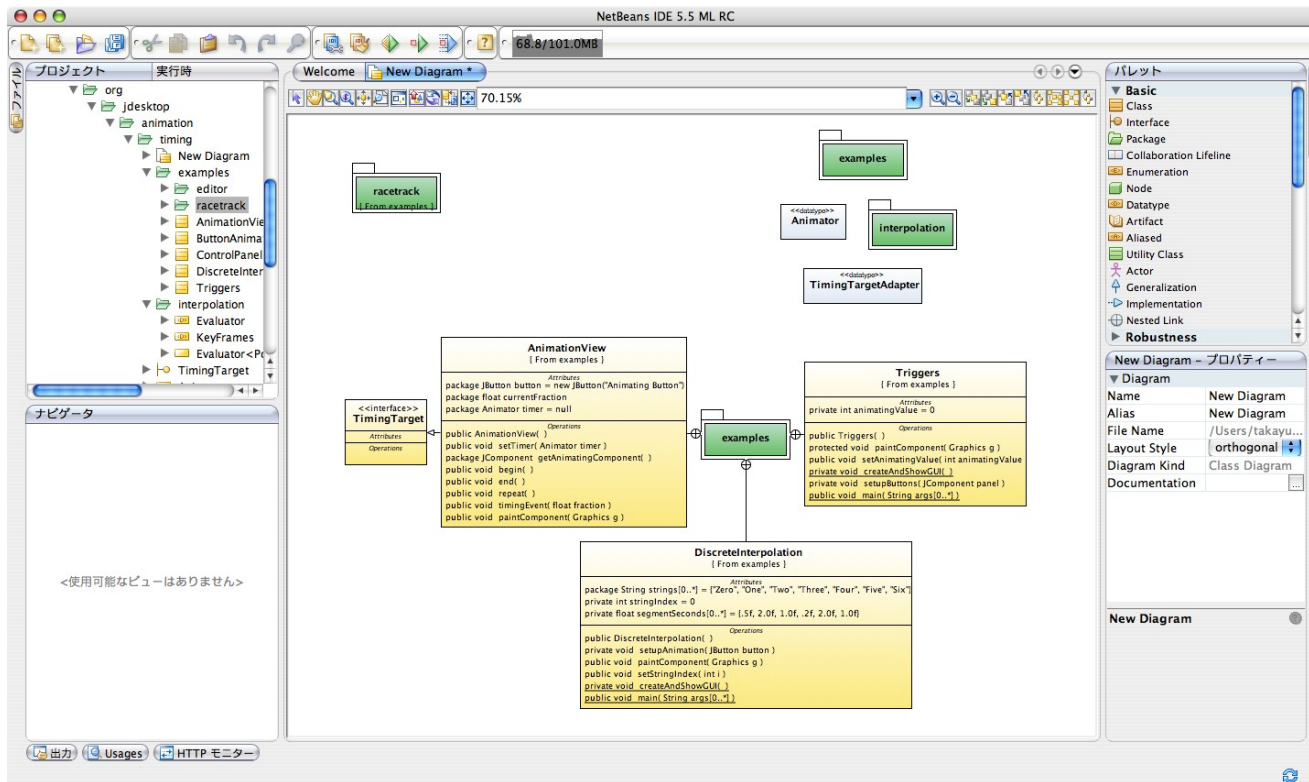 NetBeans IDE 5.5 ML RC
68.8/101.0MB
ファイル
プロジェクト 実行時
org
jdesktop
animation
timing
New Diagram
examples
editor
racetrack
AnimationVie
ButtonAnima
ControlPanel
DiscreteInter
Triggers
interpolation
Evaluator
KeyFrames
Evaluator<Po
TimingTarget
ナビゲータ
<使用可能なビューはありません>
Welcome New Diagram *
70.15%
racetrack
{ From examples }
examples
<<datatype>>
Animator
interpolation
<<datatype>>
TimingTargetAdapter
AnimationView
{ From examples }
Attributes
package JButton button = new JButton("Animating Button")
package float currentFraction
package Animator timer = null
Operations
public AnimationView( )
public void setTimer( Animator timer )
package JComponent getAnimatingComponent( )
public void begin( )
public void end( )
public void repeat( )
public void timingEvent( float fraction )
public void paintComponent( Graphics g )
<<interface>>
TimingTarget
Attributes
Operations
examples
Triggers
{ From examples }
Attributes
private int animatingValue = 0
Operations
public Triggers( )
protected void paintComponent( Graphics g )
public void setAnimatingValue( int animatingValue
private void createAndShowGUI( )
private void setupButtons( JComponent panel )
public void main( String args[0..*] )
DiscreteInterpolation
{ From examples }
Attributes
package String strings[0..*] = {"Zero", "One", "Two", "Three", "Four", "Five", "Six"}
private int stringIndex = 0
private float segmentSeconds[0..*] = {.5f, 2.0f, 1.0f, .2f, 2.0f, 1.0f}
Operations
public DiscreteInterpolation( )
private void setupAnimation( JButton button )
public void paintComponent( Graphics g )
public void setStringIndex( int i )
private void createAndShowGUI( )
public void main( String args[0..*] )
パレット
Basic
Class
Interface
Package
Collaboration Lifeline
Enumeration
Node
Datatype
Artifact
Aliased
Utility Class
Actor
Generalization
Implementation
Nested Link
Robustness
New Diagram – プロパティー
Diagram
Name New Diagram
Alias New Diagram
File Name /Users/takayu...
Layout Style orthogonal
Diagram Kind Class Diagram
Documentation ...
New Diagram
出力 Usages HTTP モニター